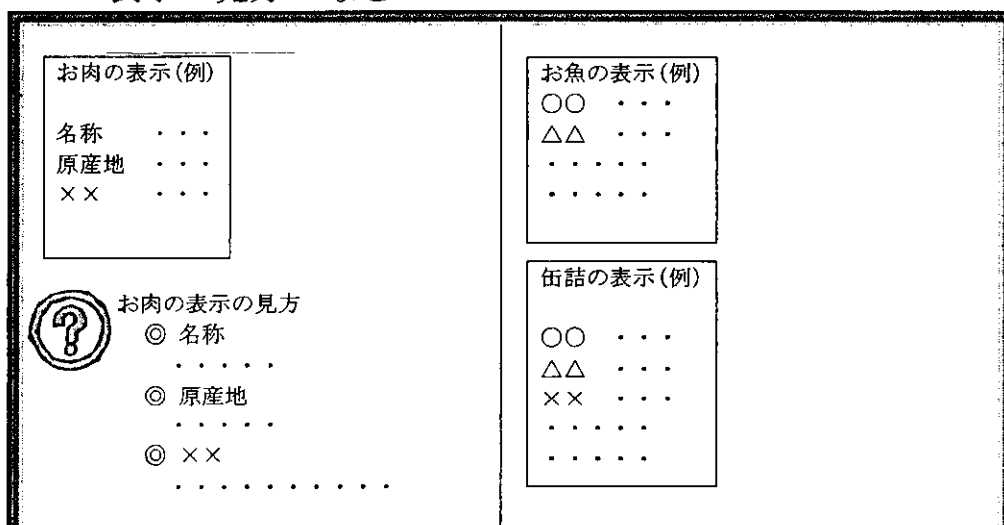 お肉の表示(例)
名称 ・・・
原産地 ・・・
×× ・・・
お肉の表示の見方
◎ 名称
・・・・・
◎ 原産地
・・・・・
◎ ××
・・・・・・・・・・
お魚の表示(例)
○○ ・・・
△△ ・・・
・・・・・
・・・・・
缶詰の表示(例)
○○ ・・・
△△ ・・・
×× ・・・
・・・・・
・・・・・